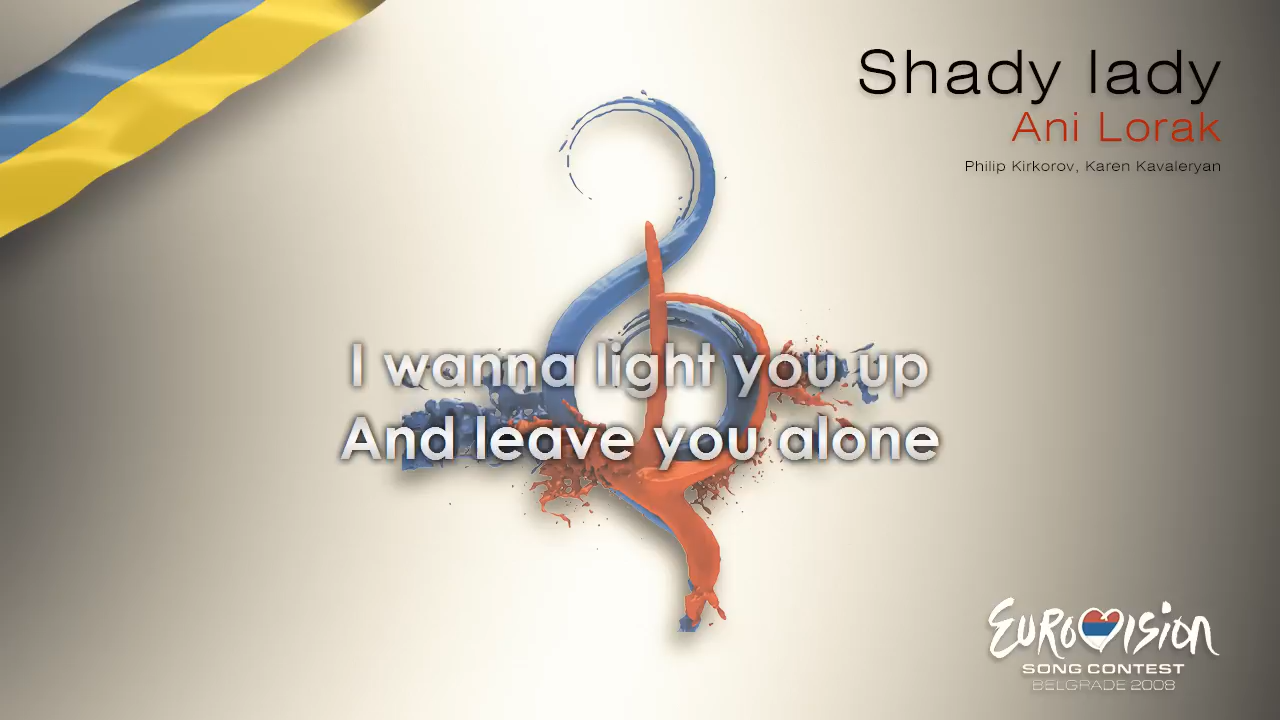 Shady lady
Ani Lorak
Philip Kirkorov, Karen Kavaleryan
I wanna light you up
And leave you alone
EUROVISION
SONG CONTEST
BELGRADE 2008